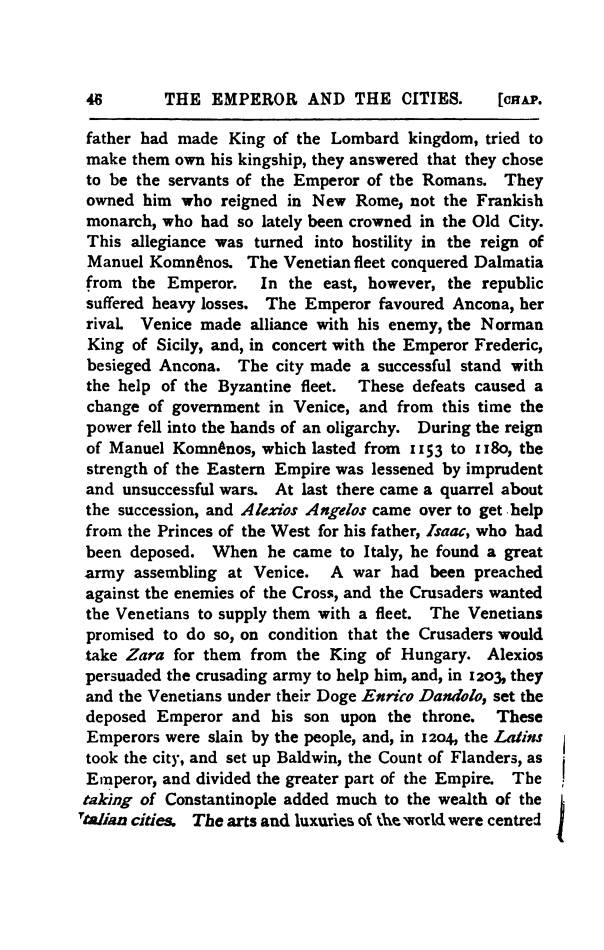 46 THE EMPEROR AND THE CITIES. [CHAP.
father had made King of the Lombard kingdom, tried to
make them own his kingship, they answered that they chose
to be the servants of the Emperor of the Romans. They
owned him who reigned in New Rome, not the Frankish
monarch, who had so lately been crowned in the Old City.
This allegiance was turned into hostility in the reign of
Manuel Komnênos. The Venetian fleet conquered Dalmatia
from the Emperor. In the east, however, the republic
suffered heavy losses. The Emperor favoured Ancona, her
rival. Venice made alliance with his enemy, the Norman
King of Sicily, and, in concert with the Emperor Frederic,
besieged Ancona. The city made a successful stand with
the help of the Byzantine fleet. These defeats caused a
change of government in Venice, and from this time the
power fell into the hands of an oligarchy. During the reign
of Manuel Komnênos, which lasted from 1153 to 1180, the
strength of the Eastern Empire was lessened by imprudent
and unsuccessful wars. At last there came a quarrel about
the succession, and Alexios Angelos came over to get help
from the Princes of the West for his father, Isaac, who had
been deposed. When he came to Italy, he found a great
army assembling at Venice. A war had been preached
against the enemies of the Cross, and the Crusaders wanted
the Venetians to supply them with a fleet. The Venetians
promised to do so, on condition that the Crusaders would
take Zara for them from the King of Hungary. Alexios
persuaded the crusading army to help him, and, in 1203, they
and the Venetians under their Doge Enrico Dandolo, set the
deposed Emperor and his son upon the throne. These
Emperors were slain by the people, and, in 1204, the Latins
took the city, and set up Baldwin, the Count of Flanders, as
Emperor, and divided the greater part of the Empire. The
taking of Constantinople added much to the wealth of the
Italian cities. The arts and luxuries of the world were centred